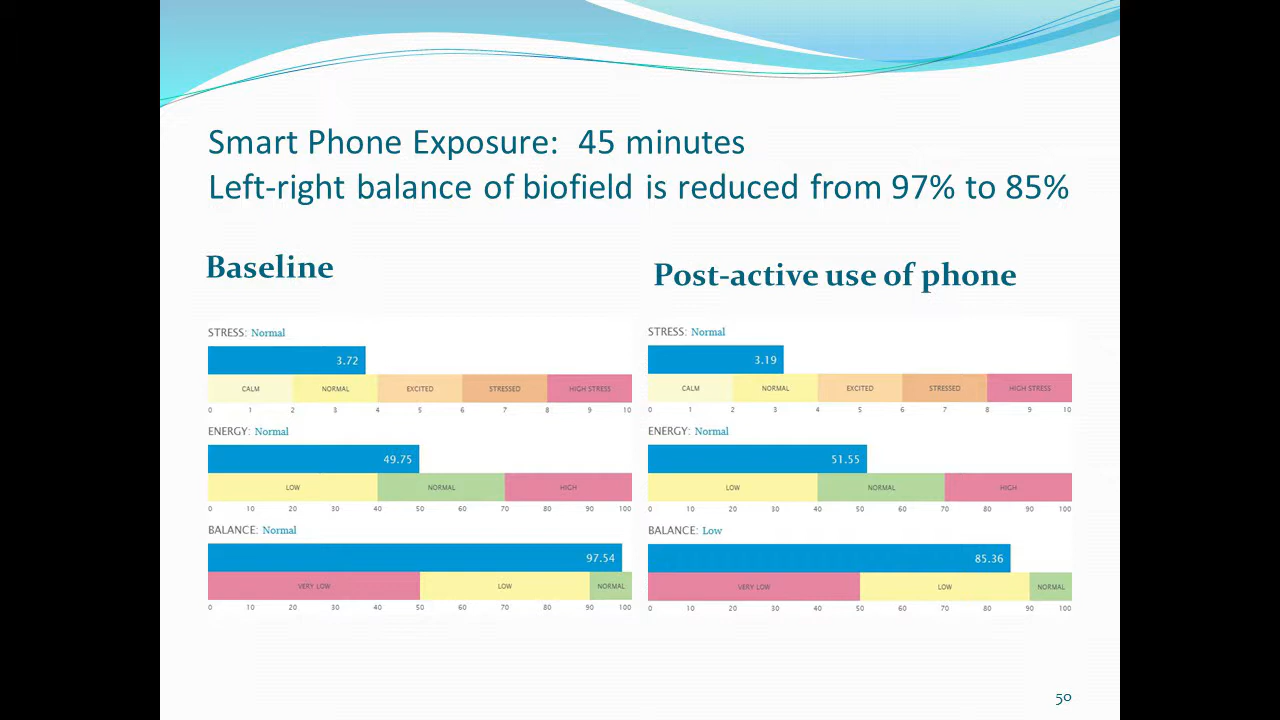 Smart Phone Exposure:  45 minutes
Left-right balance of biofield is reduced from 97% to 85%
Baseline
STRESS: Normal
3.72
CALM NORMAL EXCITED STRESSED HIGH STRESS
0 1 2 3 4 5 6 7 8 9 10
ENERGY: Normal
49.75
LOW NORMAL HIGH
0 10 20 30 40 50 60 70 80 90 100
BALANCE: Normal
97.54
VERY LOW LOW NORMAL
0 10 20 30 40 50 60 70 80 90 100
Post-active use of phone
STRESS: Normal
3.19
CALM NORMAL EXCITED STRESSED HIGH STRESS
0 1 2 3 4 5 6 7 8 9 10
ENERGY: Normal
51.55
LOW NORMAL HIGH
0 10 20 30 40 50 60 70 80 90 100
BALANCE: Low
85.36
VERY LOW LOW NORMAL
0 10 20 30 40 50 60 70 80 90 100
50